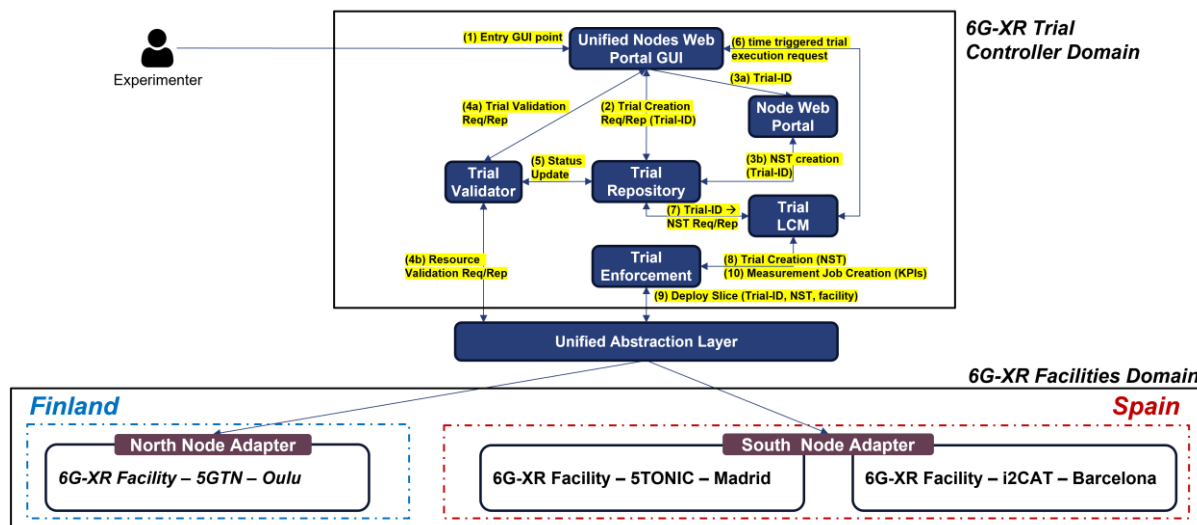 6G-XR Trial
Controller Domain
Experimenter
(1) Entry GUI point
Unified Nodes Web
Portal GUI
(6) time triggered trial
execution request
(3a) Trial-ID
(4a) Trial Validation
Req/Rep
(2) Trial Creation
Req/Rep (Trial-ID)
Node Web
Portal
(5) Status
Update
(3b) NST creation
(Trial-ID)
Trial
Validator
Trial
Repository
(7) Trial-ID →
NST Req/Rep
Trial
LCM
(4b) Resource
Validation Req/Rep
Trial
Enforcement
(8) Trial Creation (NST)
(10) Measurement Job Creation (KPIs)
(9) Deploy Slice (Trial-ID, NST, facility)
Unified Abstraction Layer
6G-XR Facilities Domain
Finland
Spain
North Node Adapter
South Node Adapter
6G-XR Facility – 5GTN – Oulu
6G-XR Facility – 5TONIC – Madrid
6G-XR Facility – i2CAT – Barcelona